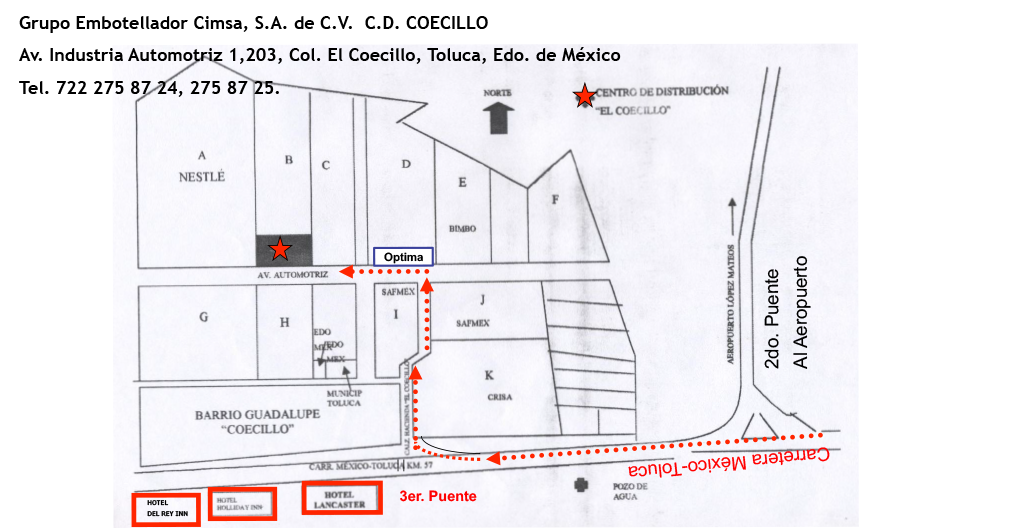 Grupo Embotellador Cimsa, S.A. de C.V. C.D. COECILLO
Av. Industria Automotriz 1,203, Col. El Coecillo, Toluca, Edo. de México
Tel. 722 275 87 24, 275 87 25.
NORTE
CENTRO DE DISTRIBUCIÓN
"EL COECILLO"
A
NESTLÉ
B
C
D
E
BIMBO
F
Optima
AV. AUTOMOTRIZ
G
H
EDO
MEX
EDO
MEX
MUNICIP
TOLUCA
SAFMEX
I
J
SAFMEX
K
CRISA
BARRIO GUADALUPE
"COECILLO"
CALZ. HACIENDA "EL COECILLO"
AEROPUERTO LÓPEZ MATEOS
2do. Puente
Al Aeropuerto
Carretera México-Toluca
CARR. MÉXICO-TOLUCA KM. 57
3er. Puente
POZO DE
AGUA
HOTEL
DEL REY INN
HOTEL
HOLLIDAY INN
HOTEL
LANCASTER